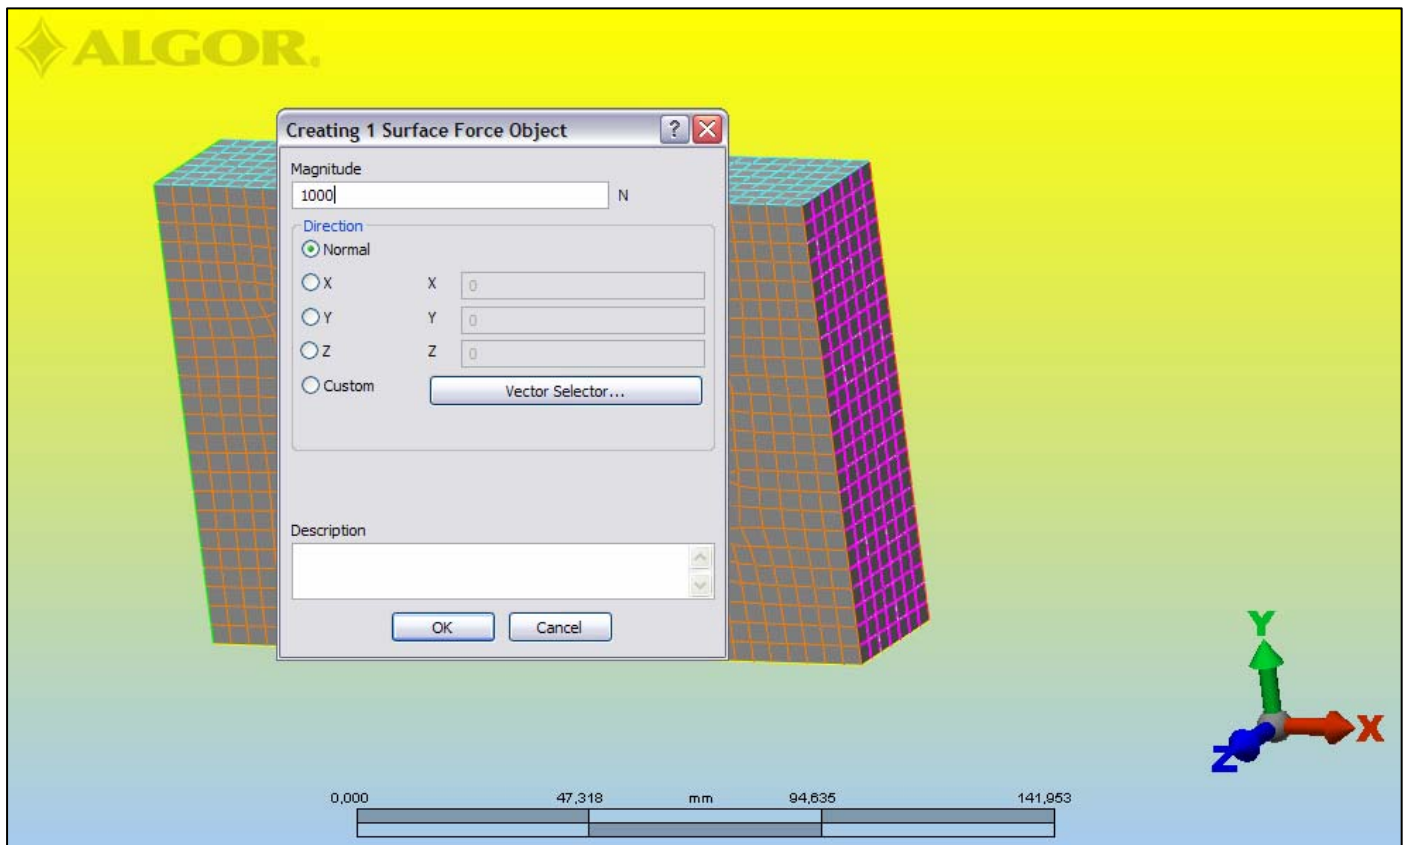 ALGOR.
Creating 1 Surface Force Object
Magnitude
1000 N
Direction
Normal
X X 0
Y Y 0
Z Z 0
Custom Vector Selector...
Description
OK Cancel
Y
X
Z
0,000 47,318 mm 94,635 141,953